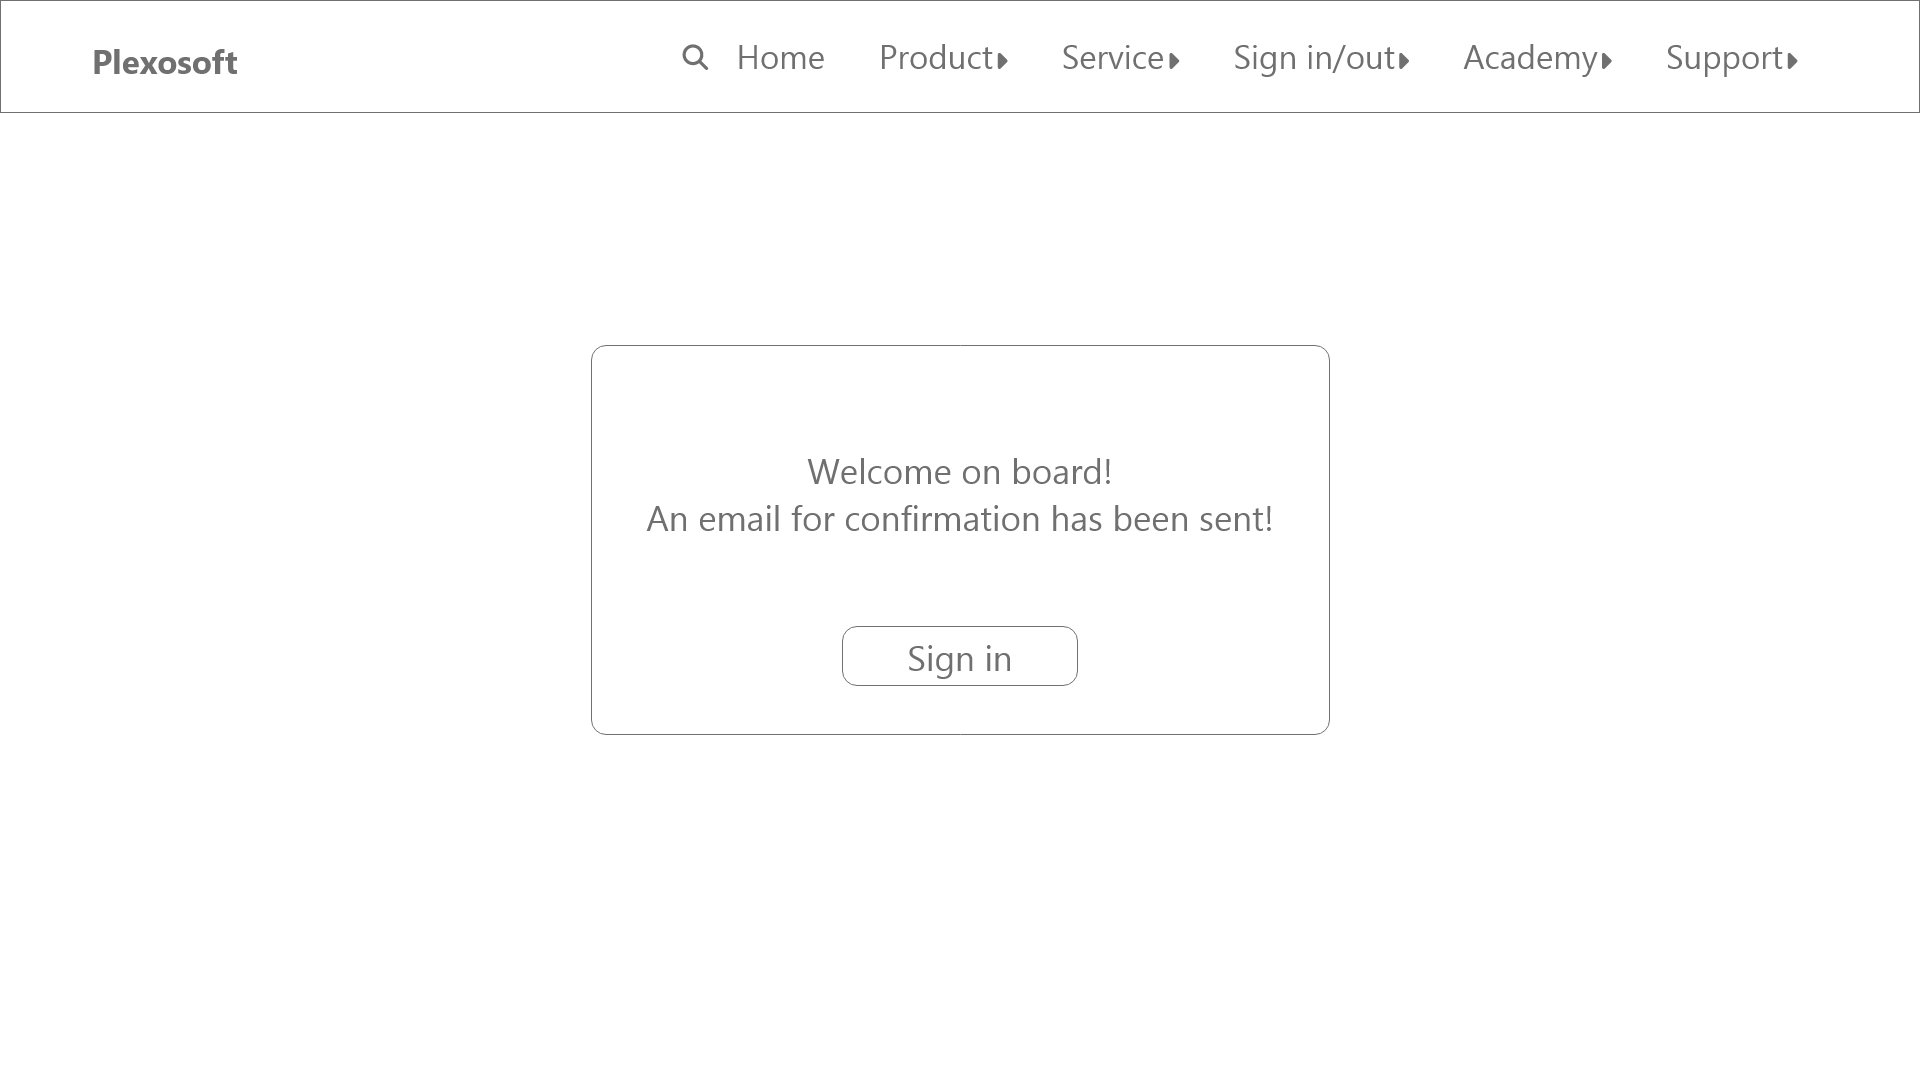 Plexosoft
Home Product Service Sign in/out Academy Support
Welcome on board!
An email for confirmation has been sent!
Sign in